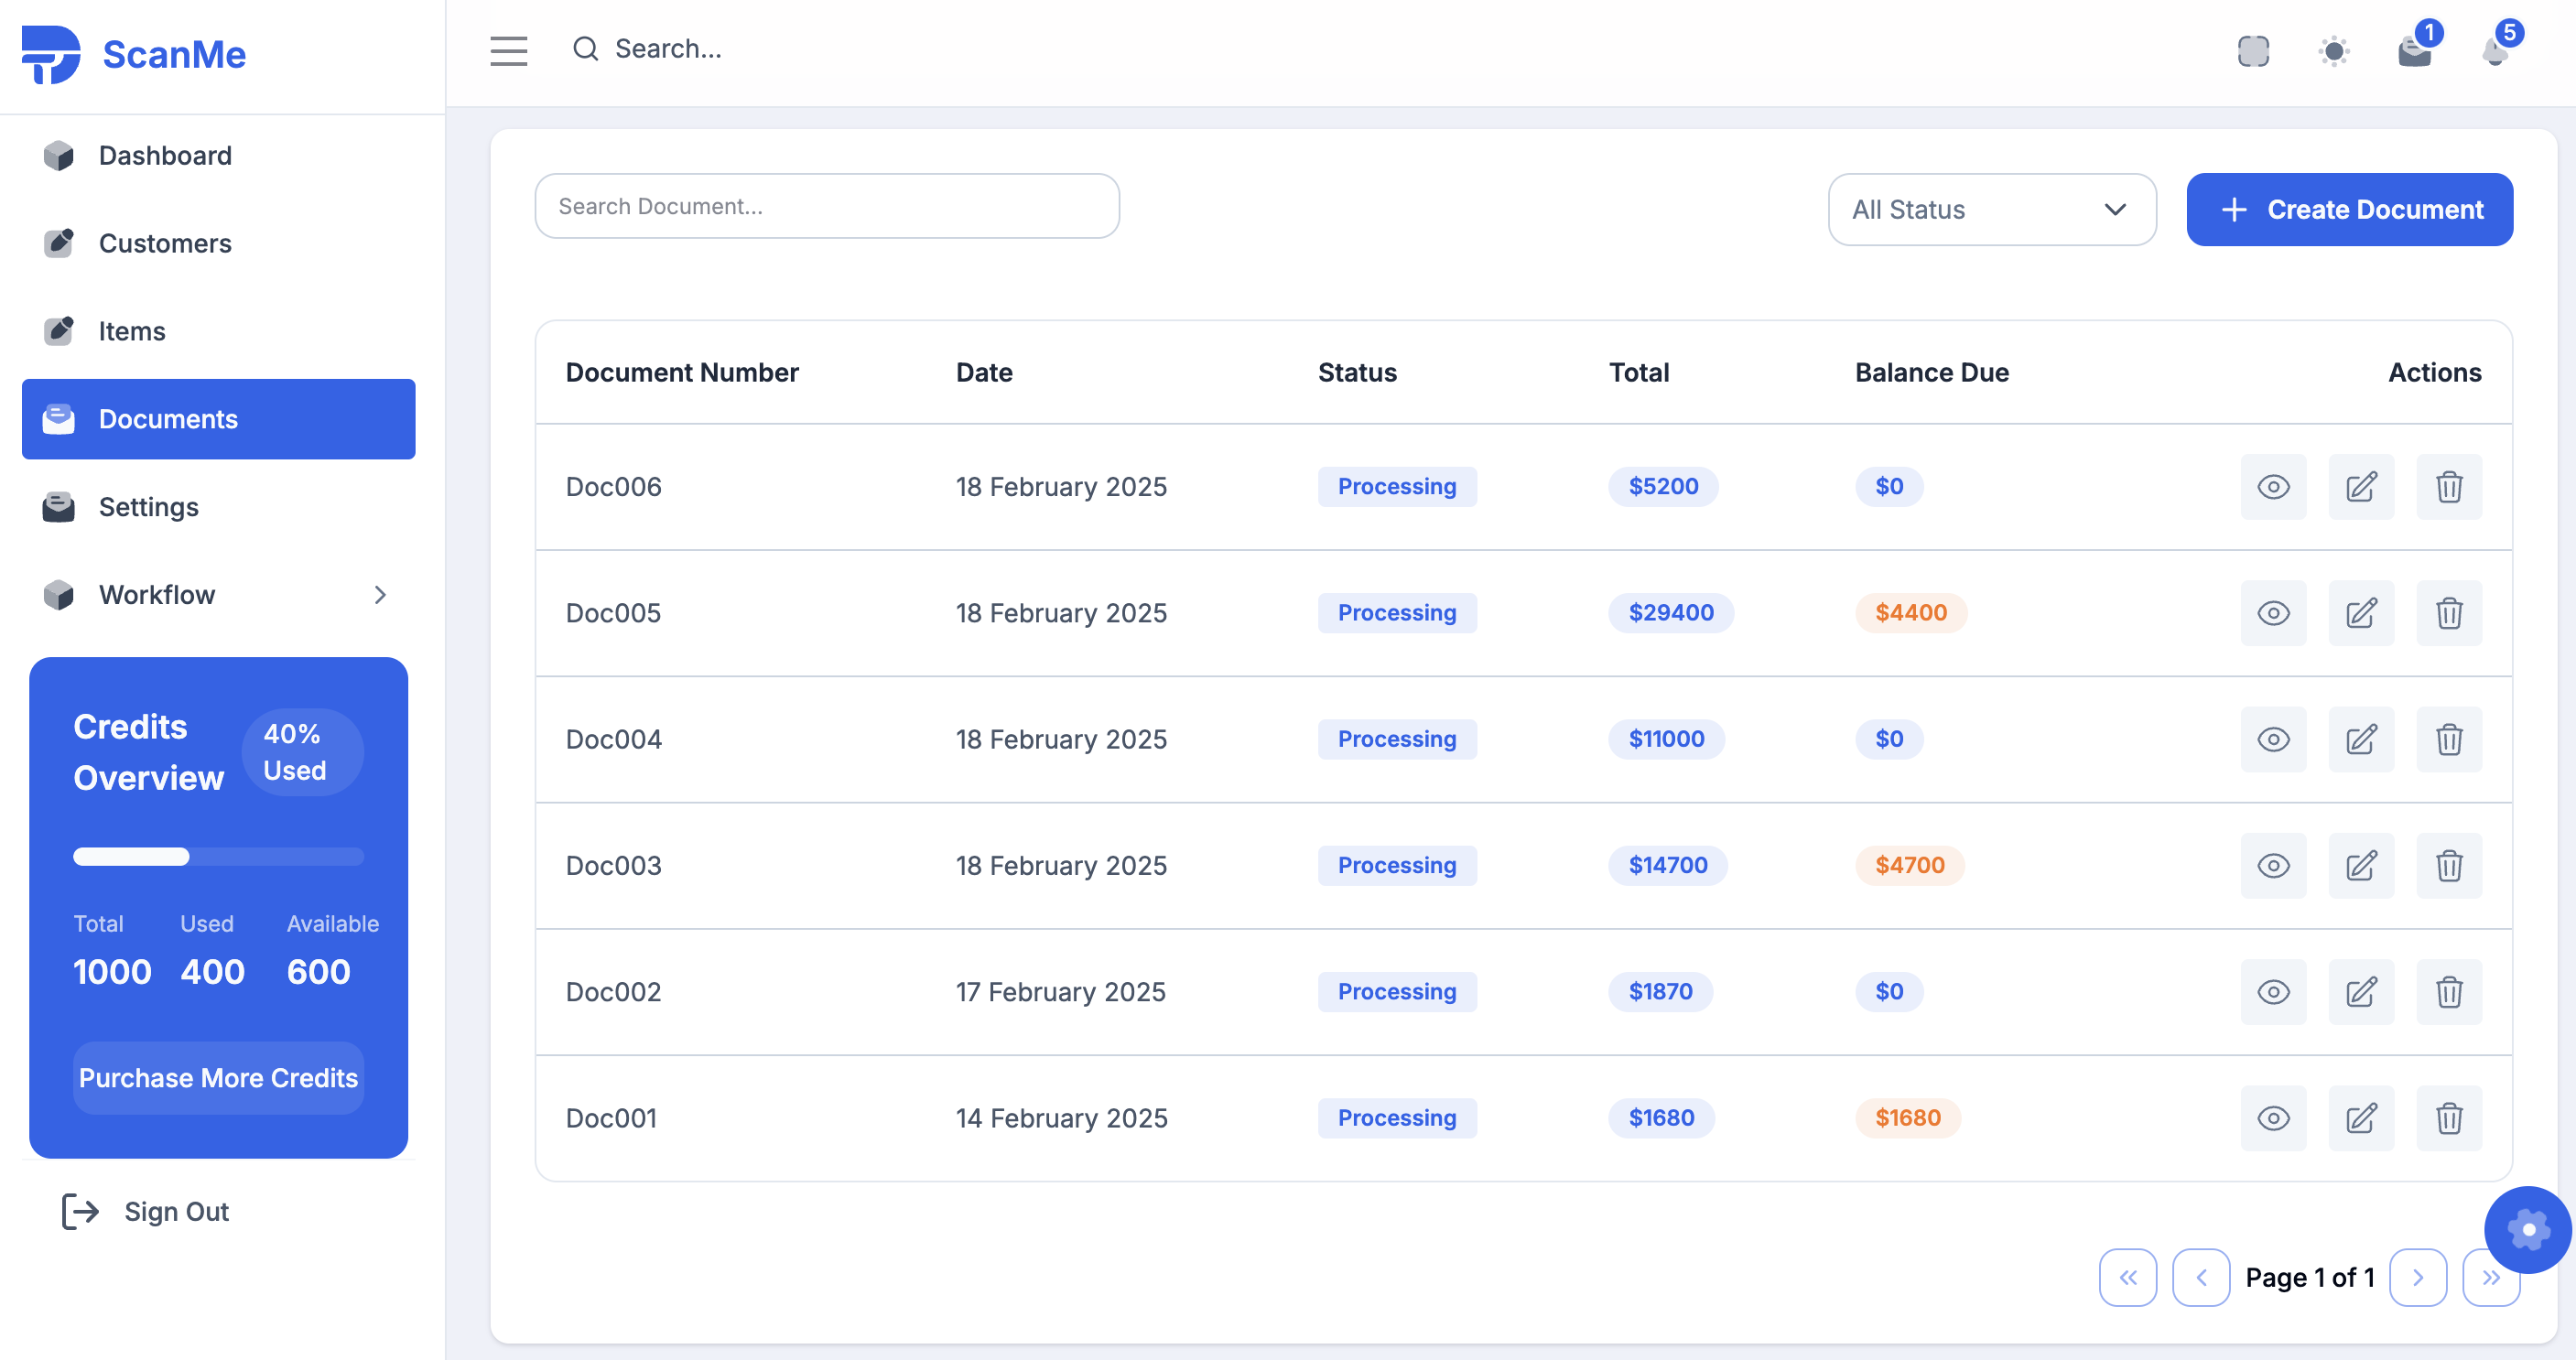 ScanMe
Search...
1
5
Dashboard
Customers
Items
Documents
Settings
Workflow
Credits
Overview
40%
Used
Total Used Available
1000 400 600
Purchase More Credits
Sign Out
Search Document...
All Status
Create Document
Document Number Date Status Total Balance Due Actions
Doc006 18 February 2025 Processing $5200 $0
Doc005 18 February 2025 Processing $29400 $4400
Doc004 18 February 2025 Processing $11000 $0
Doc003 18 February 2025 Processing $14700 $4700
Doc002 17 February 2025 Processing $1870 $0
Doc001 14 February 2025 Processing $1680 $1680
Page 1 of 1